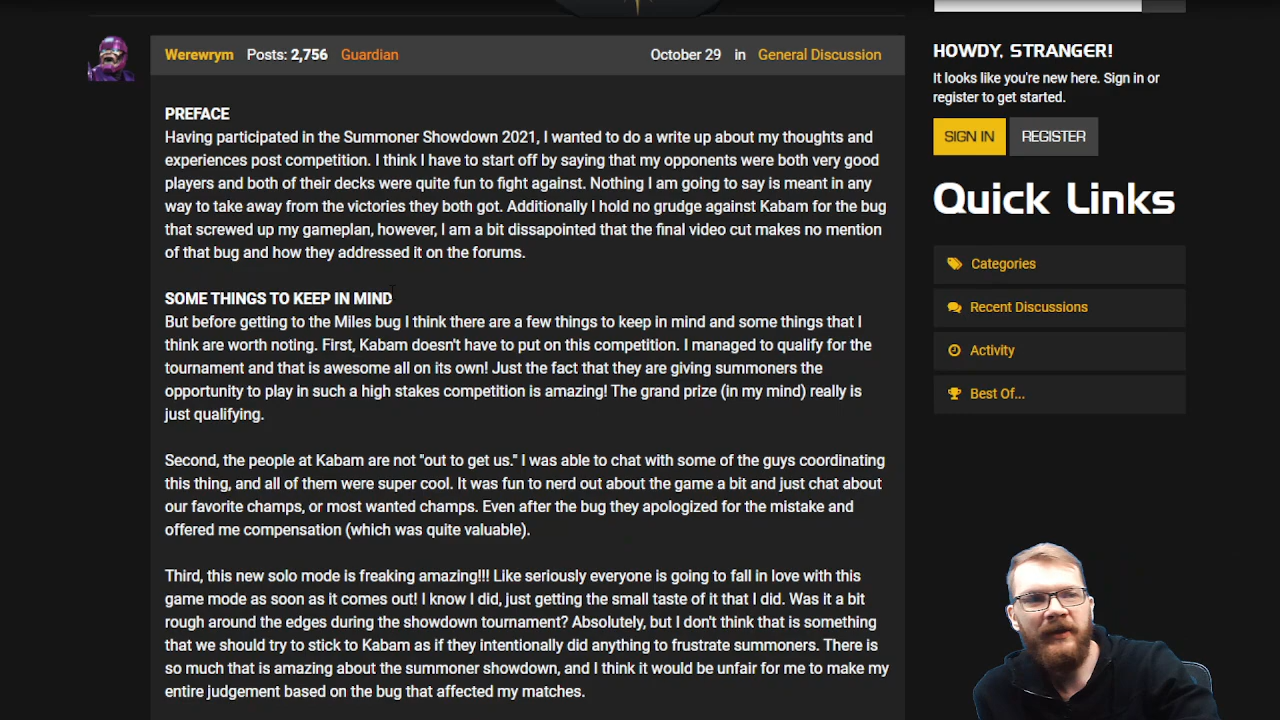 Werewrym Posts: 2,756 Guardian October 29 in General Discussion
PREFACE
Having participated in the Summoner Showdown 2021, I wanted to do a write up about my thoughts and
experiences post competition. I think I have to start off by saying that my opponents were both very good
players and both of their decks were quite fun to fight against. Nothing I am going to say is meant in any
way to take away from the victories they both got. Additionally I hold no grudge against Kabam for the bug
that screwed up my gameplan, however, I am a bit dissapointed that the final video cut makes no mention
of that bug and how they addressed it on the forums.
SOME THINGS TO KEEP IN MIND
But before getting to the Miles bug I think there are a few things to keep in mind and some things that I
think are worth noting. First, Kabam doesn't have to put on this competition. I managed to qualify for the
tournament and that is awesome all on its own! Just the fact that they are giving summoners the
opportunity to play in such a high stakes competition is amazing! The grand prize (in my mind) really is
just qualifying.
Second, the people at Kabam are not "out to get us." I was able to chat with some of the guys coordinating
this thing, and all of them were super cool. It was fun to nerd out about the game a bit and just chat about
our favorite champs, or most wanted champs. Even after the bug they apologized for the mistake and
offered me compensation (which was quite valuable).
Third, this new solo mode is freaking amazing!!! Like seriously everyone is going to fall in love with this
game mode as soon as it comes out! I know I did, just getting the small taste of it that I did. Was it a bit
rough around the edges during the showdown tournament? Absolutely, but I don't think that is something
that we should try to stick to Kabam as if they intentionally did anything to frustrate summoners. There is
so much that is amazing about the summoner showdown, and I think it would be unfair for me to make my
entire judgement based on the bug that affected my matches.
HOWDY, STRANGER!
It looks like you're new here. Sign in or
register to get started.
SIGN IN REGISTER
Quick Links
Categories
Recent Discussions
Activity
Best Of...